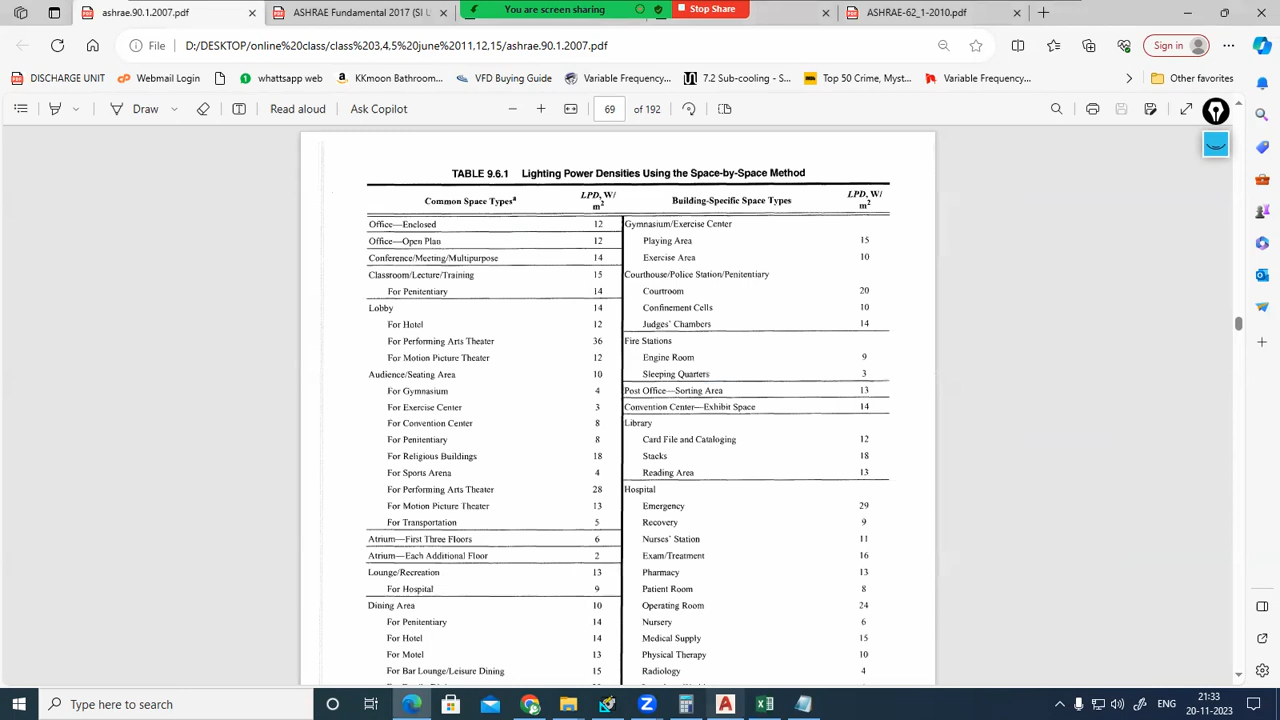 ashrae.90.1.2007.pdf
ASHRAE Fundamental 2017 (SI U
You are screen sharing
Stop Share
ASHRAE-62_1-2010.pdf
File
D:/DESKTOP/online%20class/class%203,4,5%20june%2011,12,15/ashrae.90.1.2007.pdf
Sign in
DISCHARGE UNIT
Webmail Login
whattsapp web
KKmoon Bathroom...
VFD Buying Guide
Variable Frequency...
7.2 Sub-cooling - S...
Top 50 Crime, Myst...
Variable Frequency...
Other favorites
Draw
Read aloud
Ask Copilot
69 of 192
TABLE 9.6.1 Lighting Power Densities Using the Space-by-Space Method
Common Space Typesa LPD, W/m2 Building-Specific Space Types LPD, W/m2
Office—Enclosed 12 Gymnasium/Exercise Center
Office—Open Plan 12 Playing Area 15
Conference/Meeting/Multipurpose 14 Exercise Area 10
Classroom/Lecture/Training 15 Courthouse/Police Station/Penitentiary
For Penitentiary 14 Courtroom 20
Lobby 14 Confinement Cells 10
For Hotel 12 Judges' Chambers 14
For Performing Arts Theater 36 Fire Stations
For Motion Picture Theater 12 Engine Room 9
Audience/Seating Area 10 Sleeping Quarters 3
For Gymnasium 4 Post Office—Sorting Area 13
For Exercise Center 3 Convention Center—Exhibit Space 14
For Convention Center 8 Library
For Penitentiary 8 Card File and Cataloging 12
For Religious Buildings 18 Stacks 18
For Sports Arena 4 Reading Area 13
For Performing Arts Theater 28 Hospital
For Motion Picture Theater 13 Emergency 29
For Transportation 5 Recovery 9
Atrium—First Three Floors 6 Nurses' Station 11
Atrium—Each Additional Floor 2 Exam/Treatment 16
Lounge/Recreation 13 Pharmacy 13
For Hospital 9 Patient Room 8
Dining Area 10 Operating Room 24
For Penitentiary 14 Nursery 6
For Hotel 14 Medical Supply 15
For Motel 13 Physical Therapy 10
For Bar Lounge/Leisure Dining 15 Radiology 4
Type here to search
ENG
21:33
20-11-2023